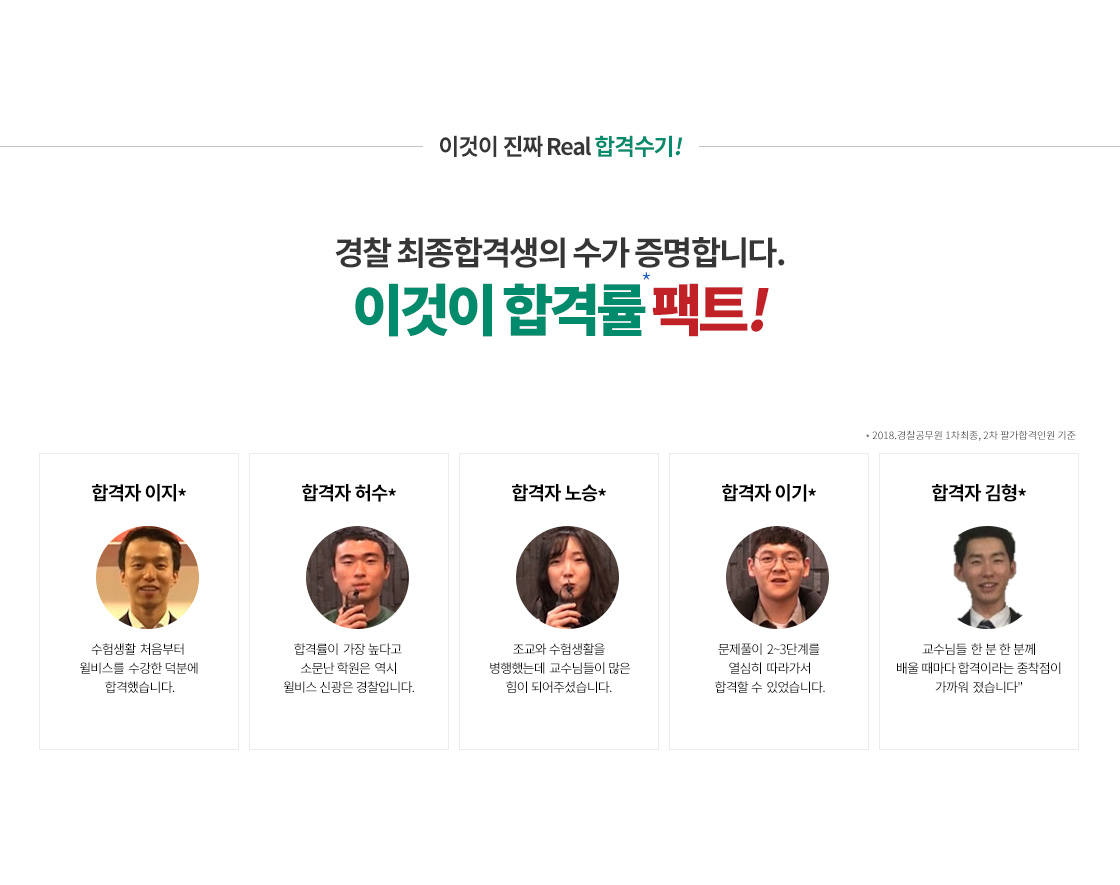 이것이 진짜 Real 합격수기!
경찰 최종합격생의 수가 증명합니다.
이것이 합격률* 팩트!
• 2018.경찰공무원 1차최종, 2차 필가합격인원 기준
합격자 이지*
수험생활 처음부터
윌비스를 수강한 덕분에
합격했습니다.
합격자 허수*
합격률이 가장 높다고
소문난 학원은 역시
윌비스 신광은 경찰입니다.
합격자 노승*
조교와 수험생활을
병행했는데 교수님들이 많은
힘이 되어주셨습니다.
합격자 이기*
문제풀이 2~3단계를
열심히 따라가서
합격할 수 있었습니다.
합격자 김형*
교수님들 한 분 한 분께
배울 때마다 합격이라는 종착점이
가까워 졌습니다"